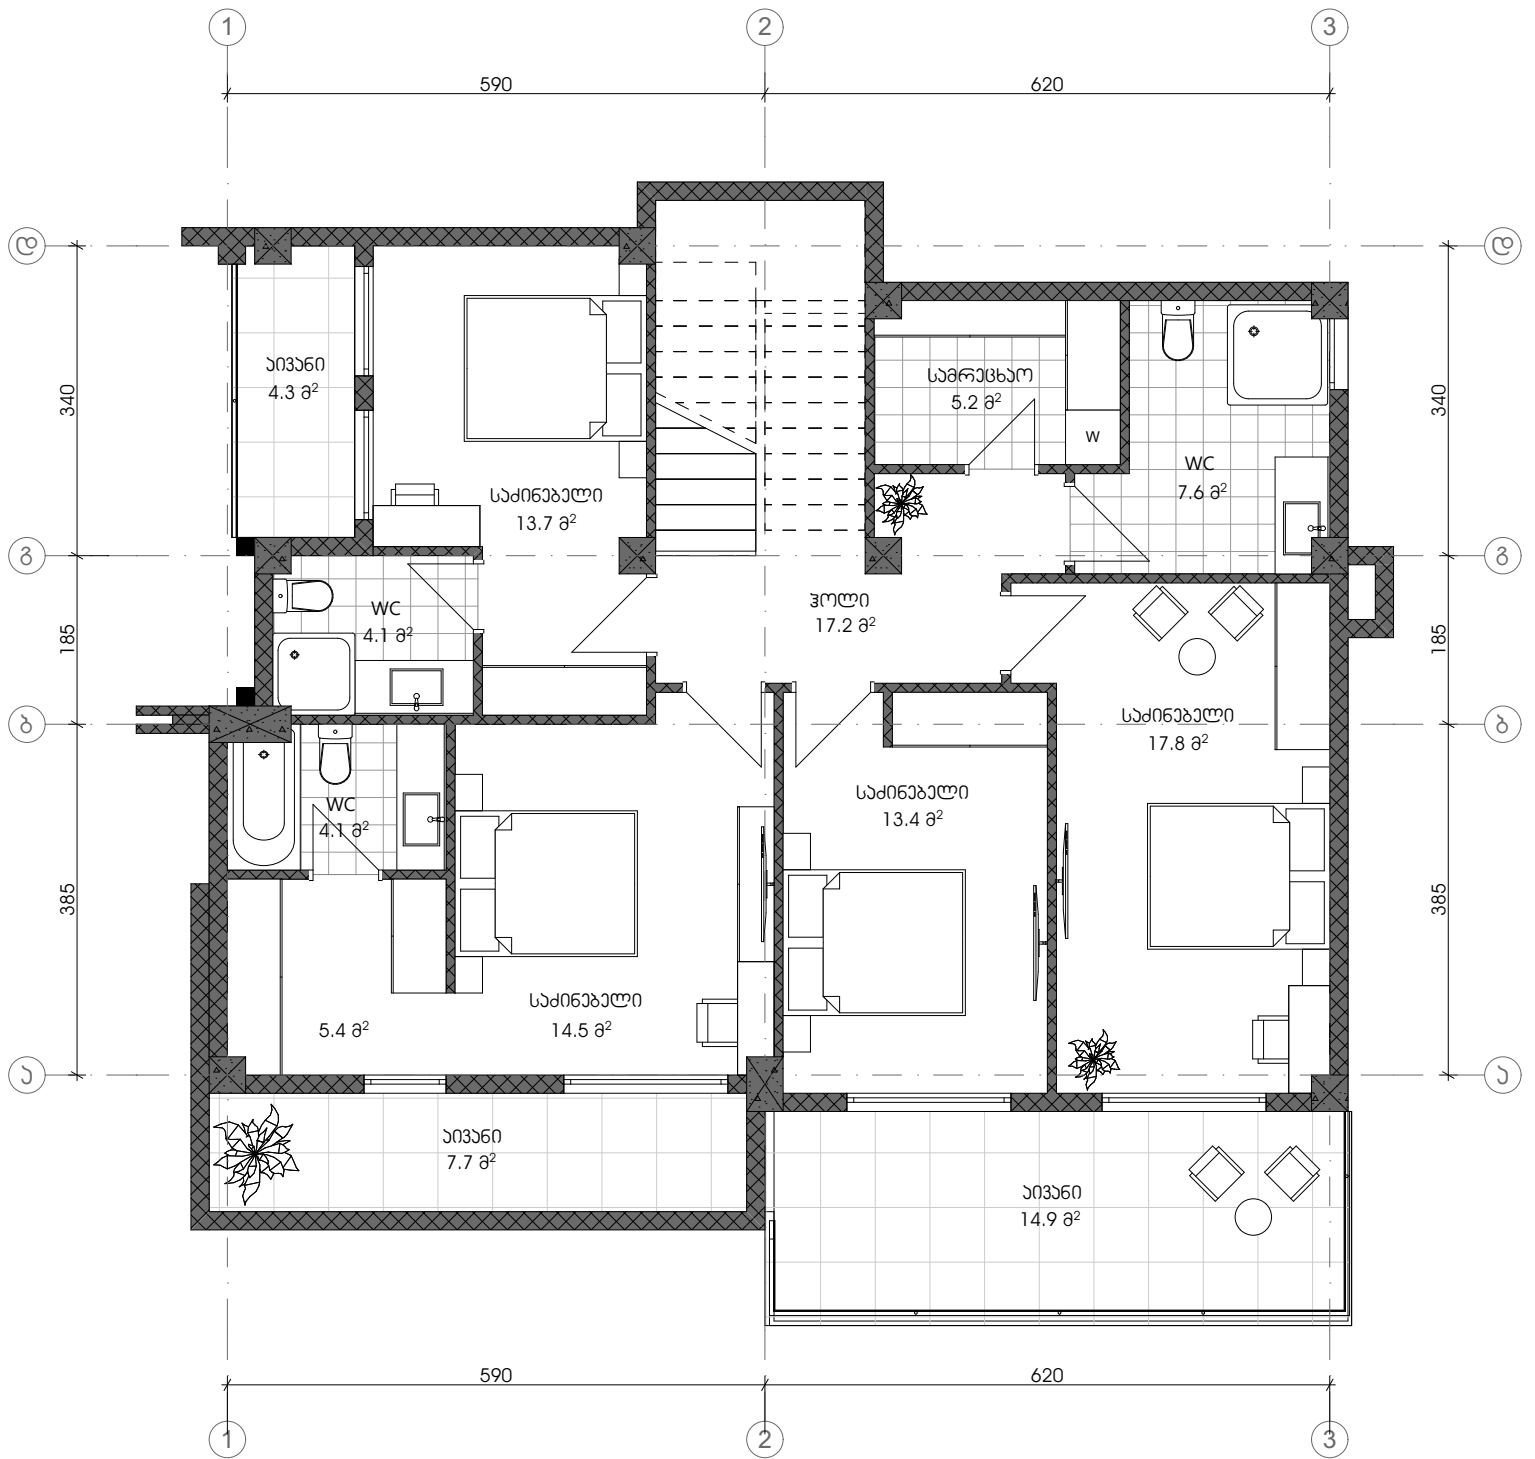 1
2
3
590
620
დ
დ
აივანი
4.3 მ²
340
340
სამრეცხაო
5.2 მ²
W
WC
7.6 მ²
საძინებელი
13.7 მ²
გ
გ
WC
4.1 მ²
ჰოლი
17.2 მ²
185
185
ბ
ბ
საძინებელი
17.8 მ²
საძინებელი
13.4 მ²
WC
4.1 მ²
385
385
საძინებელი
14.5 მ²
5.4 მ²
ა
ა
აივანი
7.7 მ²
აივანი
14.9 მ²
590
620
1
2
3